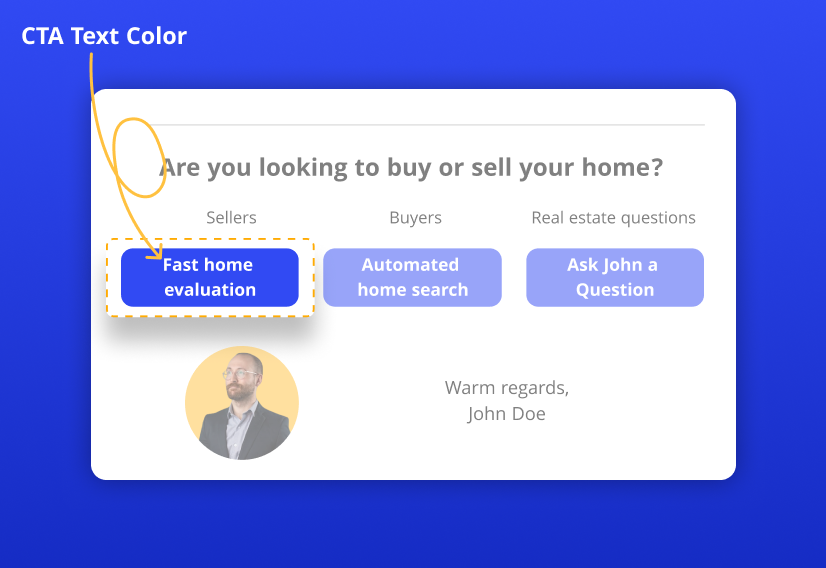 CTA Text Color
Are you looking to buy or sell your home?
Sellers
Buyers
Real estate questions
Fast home
evaluation
Automated
home search
Ask John a
Question
Warm regards,
John Doe